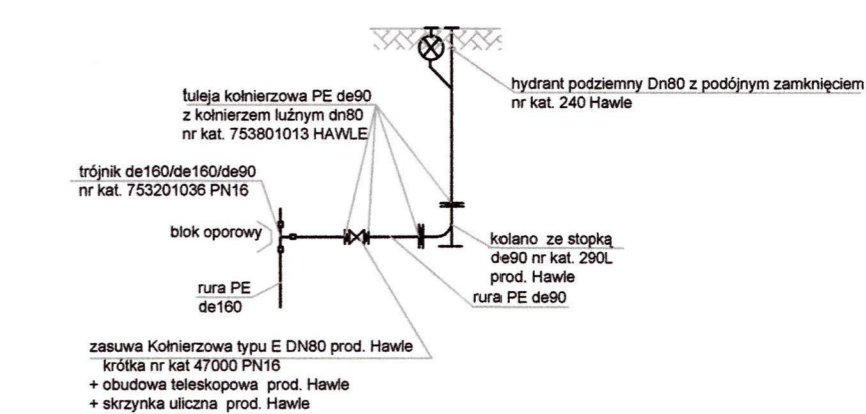 hydrant podziemny Dn80 z podójnym zamknięciem
nr kat. 240 Hawle
tuleja kołnierzowa PE de90
z kołnierzem luźnym dn80
nr kat. 753801013 HAWLE
trójnik de160/de160/de90
nr kat. 753201036 PN16
blok oporowy
kolano ze stopką
de90 nr kat. 290L
prod. Hawle
rura PE
de160
rura PE de90
zasuwa Kołnierzowa typu E DN80 prod. Hawle
krótka nr kat 47000 PN16
+ obudowa teleskopowa prod. Hawle
+ skrzynka uliczna prod. Hawle